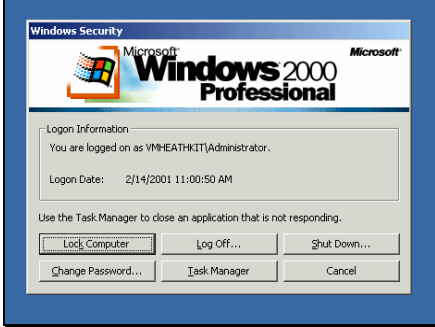 Windows Security
Microsoft
Microsoft
Windows 2000
Professional
Logon Information
You are logged on as VMHEATHKIT\Administrator.
Logon Date: 2/14/2001 11:00:50 AM
Use the Task Manager to close an application that is not responding.
Lock Computer Log Off... Shut Down...
Change Password... Task Manager Cancel